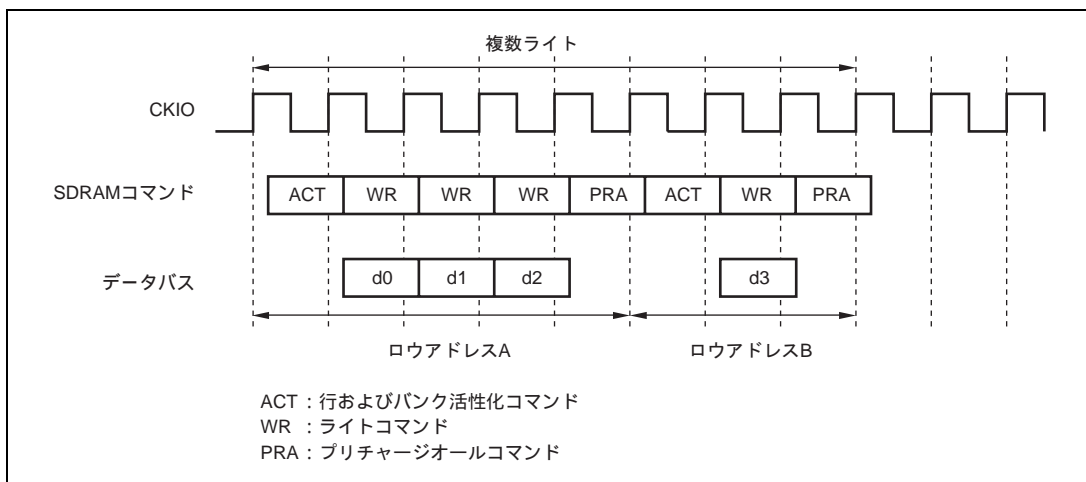 複数ライト
CKIO
SDRAMコマンド ACT WR WR WR PRA ACT WR PRA
データバス d0 d1 d2 d3
ロウアドレスA ロウアドレスB
ACT : 行およびバンク活性化コマンド
WR : ライトコマンド
PRA : プリチャージオールコマンド